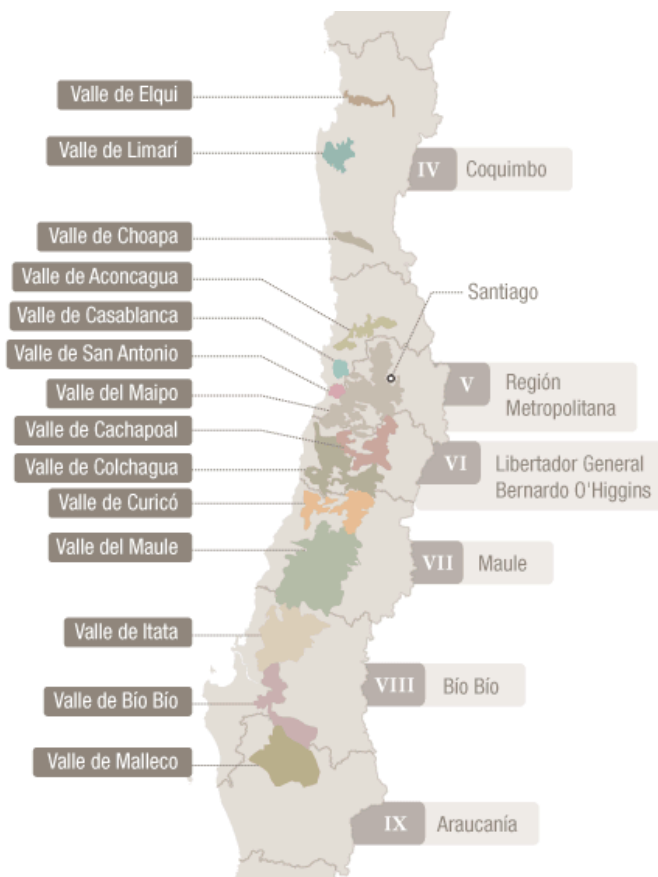 Valle de Elqui
Valle de Limarí
IV Coquimbo
Valle de Choapa
Valle de Aconcagua
Santiago
Valle de Casablanca
Valle de San Antonio
V Región
Metropolitana
Valle del Maipo
Valle de Cachapoal
VI Libertador General
Bernardo O'Higgins
Valle de Colchagua
Valle de Curicó
Valle del Maule
VII Maule
Valle de Itata
VIII Bío Bío
Valle de Bío Bío
Valle de Malleco
IX Araucanía